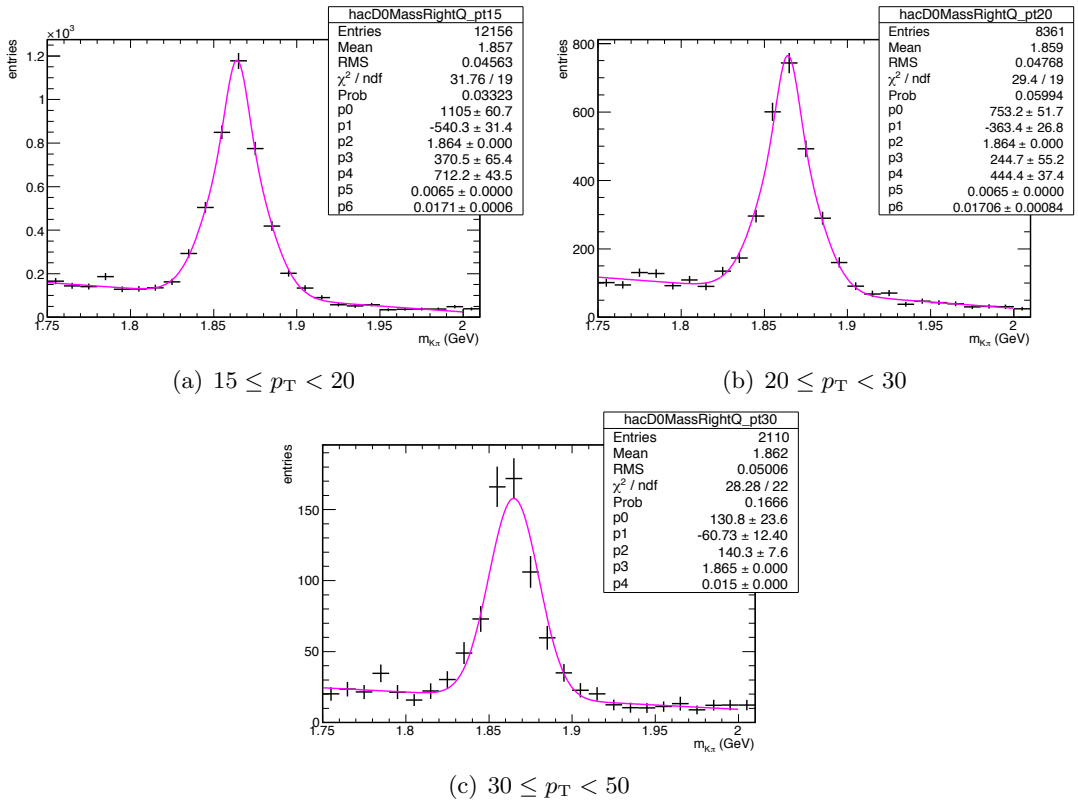 hacD0MassRightQ_pt15
Entries 12156
Mean 1.857
RMS 0.04563
χ² / ndf 31.76 / 19
Prob 0.03323
p0 1105 ± 60.7
p1 -540.3 ± 31.4
p2 1.864 ± 0.000
p3 370.5 ± 65.4
p4 712.2 ± 43.5
p5 0.0065 ± 0.0000
p6 0.0171 ± 0.0006
×10³
entries
1.2
1
0.8
0.6
0.4
0.2
0
1.75 1.8 1.85 1.9 1.95 2
m_{Kπ} (GeV)
(a) 15 ≤ p_T < 20
hacD0MassRightQ_pt20
Entries 8361
Mean 1.859
RMS 0.04768
χ² / ndf 29.4 / 19
Prob 0.05994
p0 753.2 ± 51.7
p1 -363.4 ± 26.8
p2 1.864 ± 0.000
p3 244.7 ± 55.2
p4 444.4 ± 37.4
p5 0.0065 ± 0.0000
p6 0.01706 ± 0.00084
entries
800
600
400
200
0
1.75 1.8 1.85 1.9 1.95 2
m_{Kπ} (GeV)
(b) 20 ≤ p_T < 30
hacD0MassRightQ_pt30
Entries 2110
Mean 1.862
RMS 0.05006
χ² / ndf 28.28 / 22
Prob 0.1666
p0 130.8 ± 23.6
p1 -60.73 ± 12.40
p2 140.3 ± 7.6
p3 1.865 ± 0.000
p4 0.015 ± 0.000
entries
150
100
50
0
1.75 1.8 1.85 1.9 1.95 2
m_{Kπ} (GeV)
(c) 30 ≤ p_T < 50